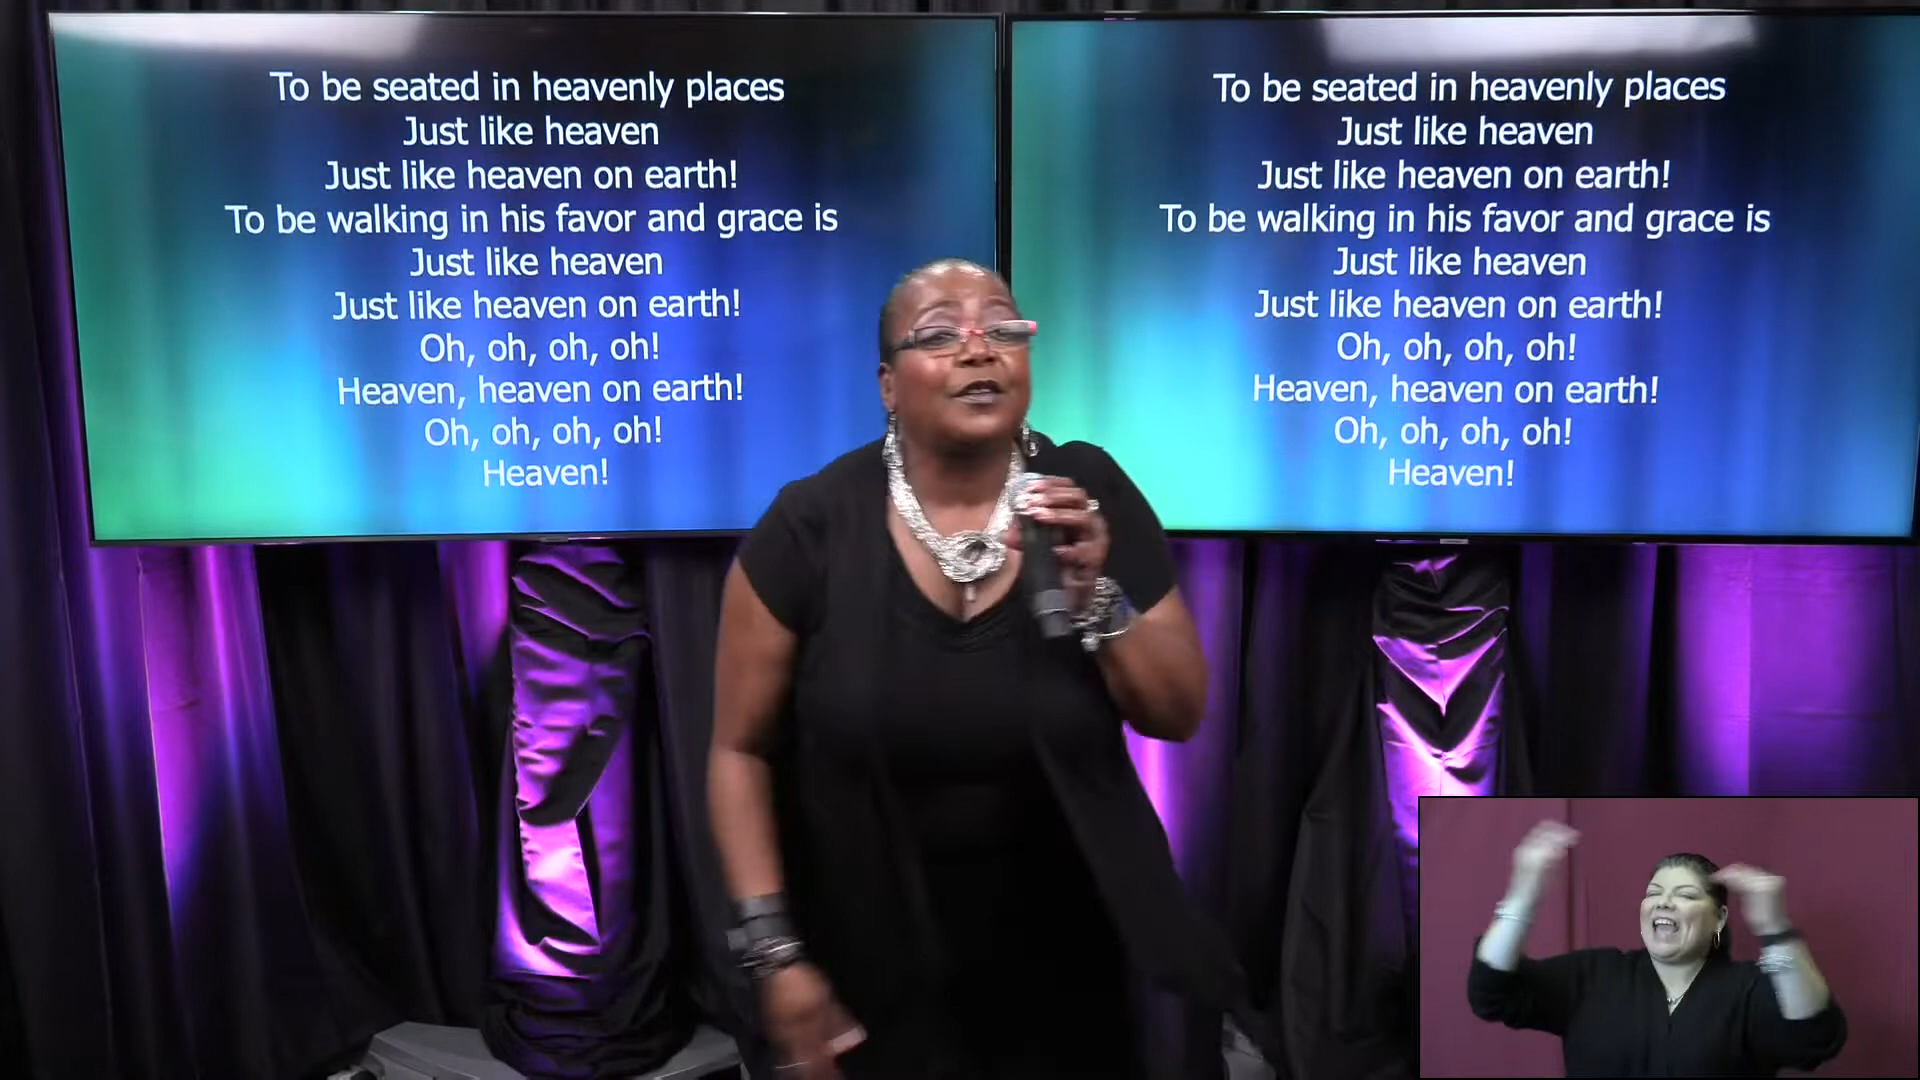 To be seated in heavenly places
Just like heaven
Just like heaven on earth!
To be walking in his favor and grace is
Just like heaven
Just like heaven on earth!
Oh, oh, oh, oh!
Heaven, heaven on earth!
Oh, oh, oh, oh!
Heaven!
To be seated in heavenly places
Just like heaven
Just like heaven on earth!
To be walking in his favor and grace is
Just like heaven
Just like heaven on earth!
Oh, oh, oh, oh!
Heaven, heaven on earth!
Oh, oh, oh, oh!
Heaven!